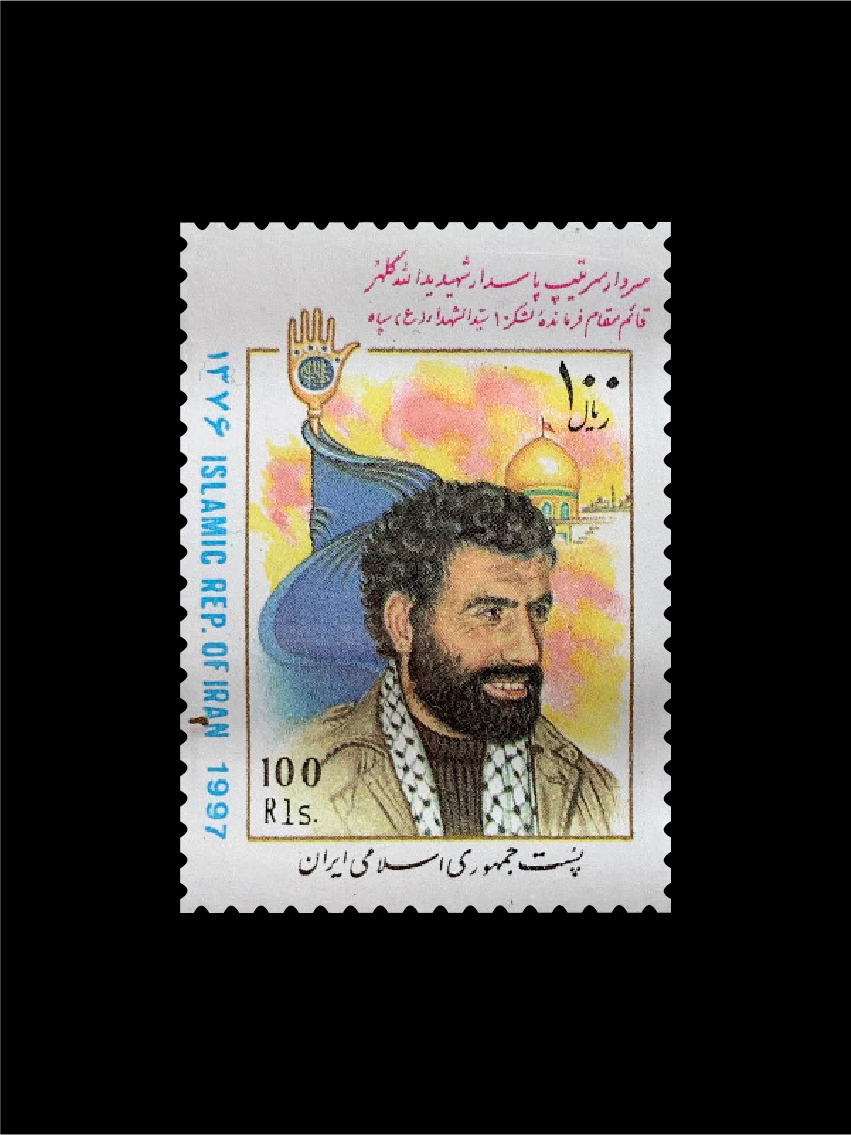 سردار سرتیپ پاسدار شهید یدالله کلهر
قائم مقام فرماندهٔ لشکر ۱۰ سیدالشهداء (ع) سپاه
۱۰۰
ریال
۱۳۷۶ ISLAMIC REP. OF IRAN 1997
100
Rls.
پست جمهوری اسلامی ایران